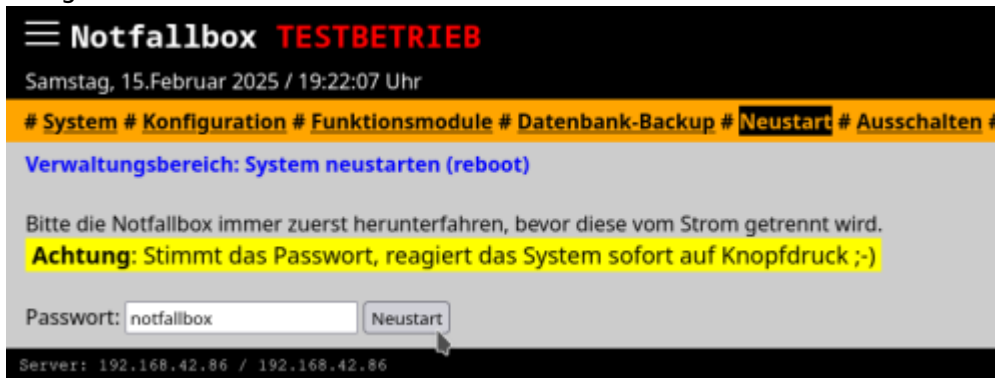 Notfallbox TESTBETRIEB
Samstag, 15.Februar 2025 / 19:22:07 Uhr
# System # Konfiguration # Funktionsmodule # Datenbank-Backup # Neustart # Ausschalten #
Verwaltungsbereich: System neustarten (reboot)
Bitte die Notfallbox immer zuerst herunterfahren, bevor diese vom Strom getrennt wird.
Achtung: Stimmt das Passwort, reagiert das System sofort auf Knopfdruck ;-)
Passwort: notfallbox Neustart
Server: 192.168.42.86 / 192.168.42.86